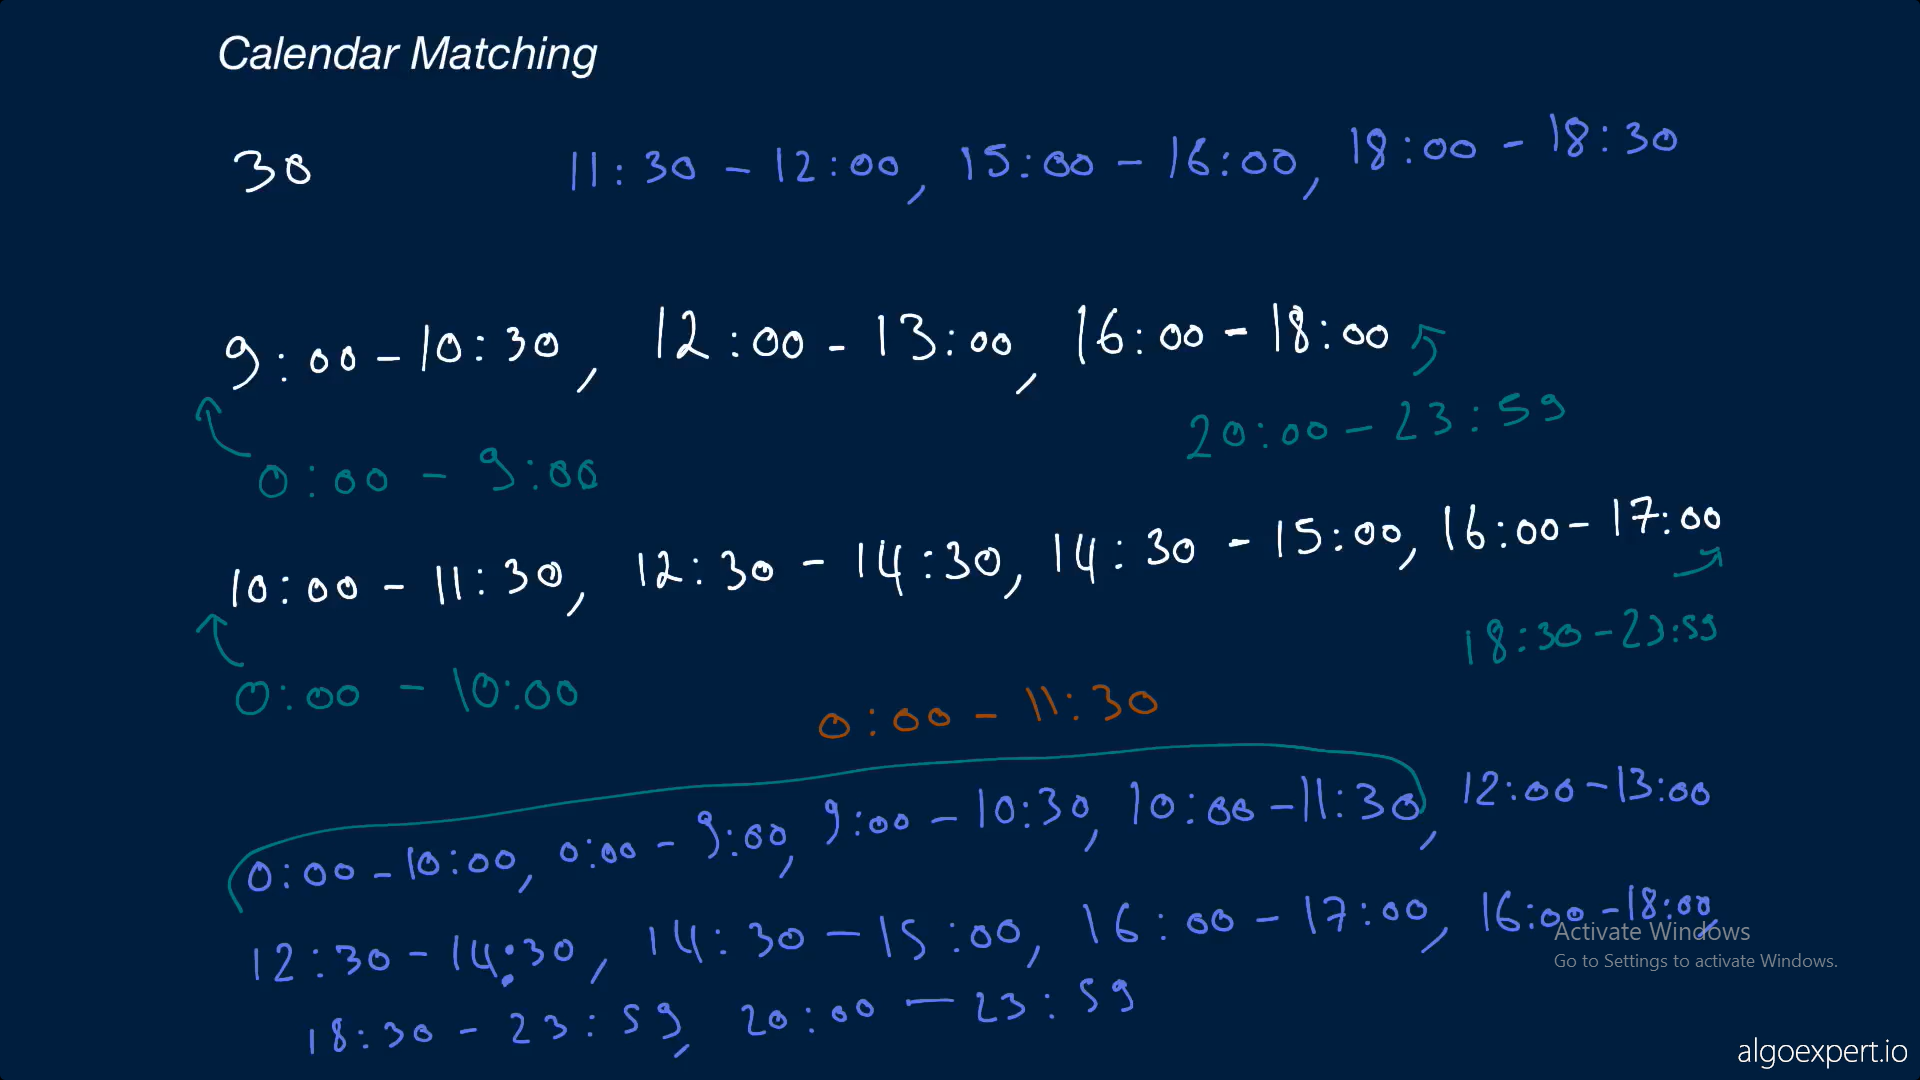 Calendar Matching
30 11:30 - 12:00, 15:00 - 16:00, 18:00 - 18:30
9:00 - 10:30, 12:00 - 13:00, 16:00 - 18:00
20:00 - 23:59
0:00 - 9:00
10:00 - 11:30, 12:30 - 14:30, 14:30 - 15:00, 16:00 - 17:00
18:30 - 23:59
0:00 - 10:00
0:00 - 11:30
0:00 - 10:00, 0:00 - 9:00, 9:00 - 10:30, 10:00 - 11:30, 12:00 - 13:00
12:30 - 14:30, 14:30 - 15:00, 16:00 - 17:00, 16:00 - 18:00,
Activate Windows
Go to Settings to activate Windows.
18:30 - 23:59, 20:00 - 23:59
algoexpert.io